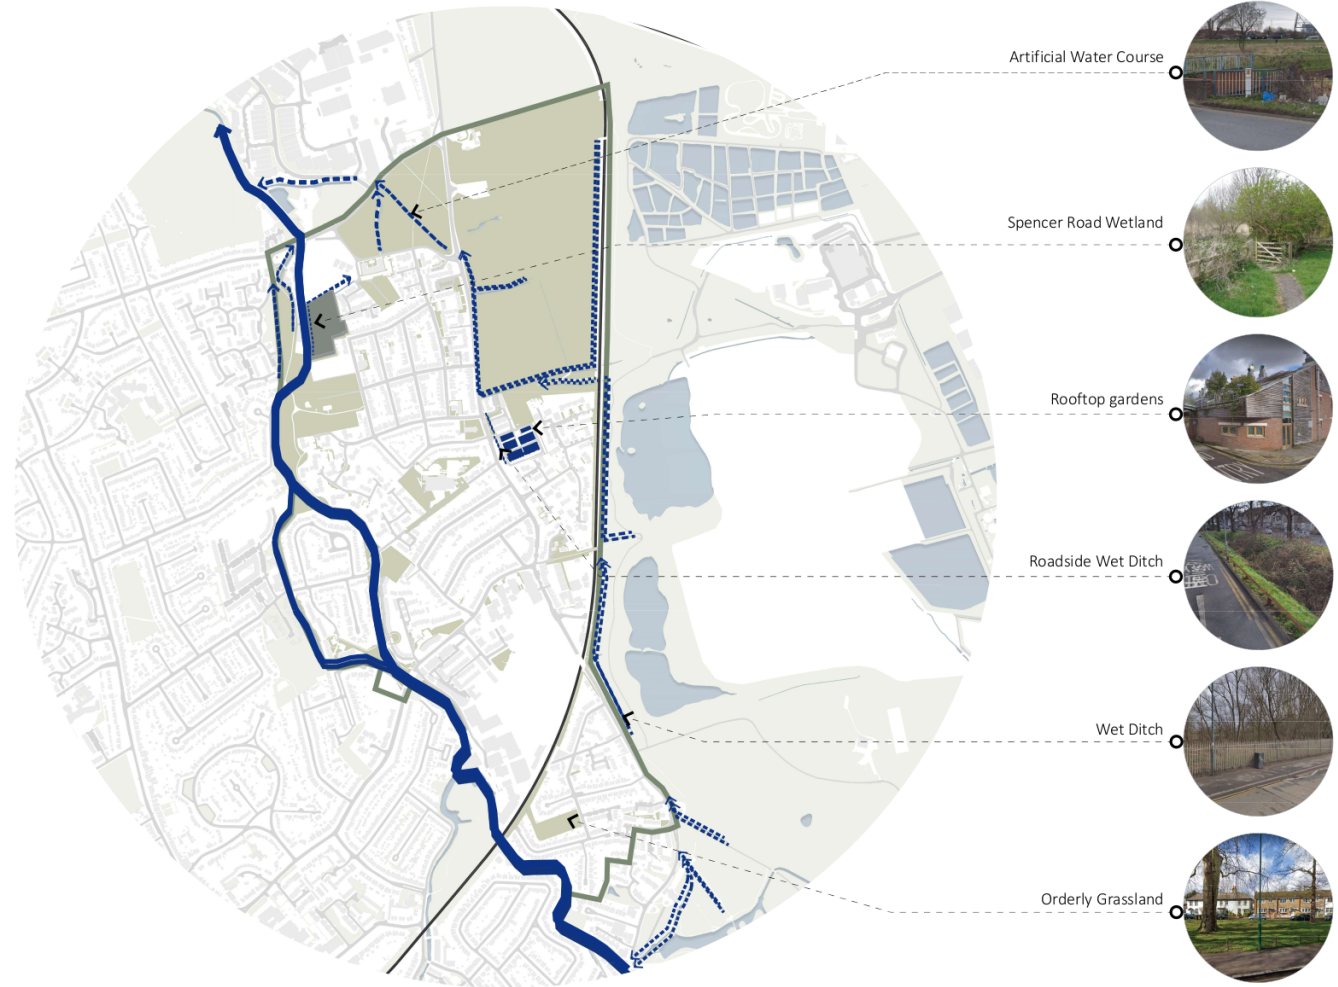 Artificial Water Course
Spencer Road Wetland
Rooftop gardens
Roadside Wet Ditch
Wet Ditch
Orderly Grassland